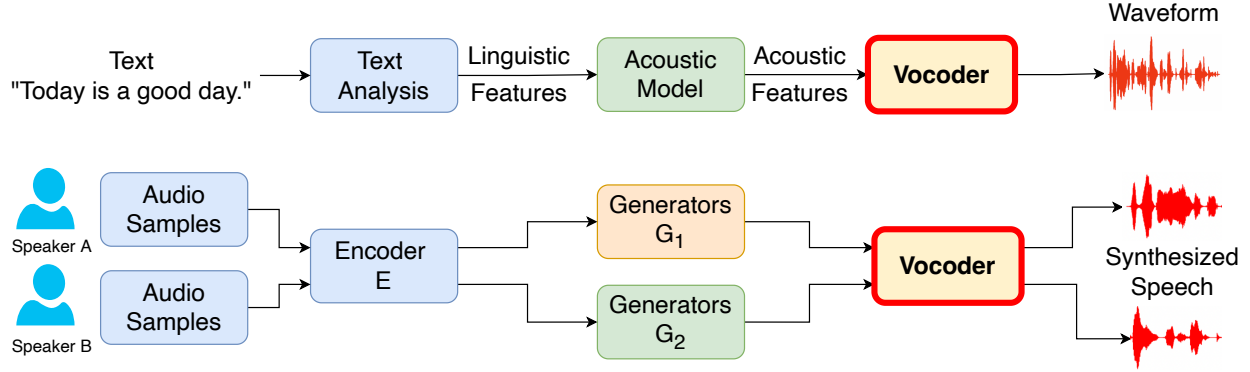 Waveform
Text
"Today is a good day."
Text
Analysis
Linguistic
Features
Acoustic
Model
Acoustic
Features
Vocoder
Speaker A
Audio
Samples
Speaker B
Audio
Samples
Encoder
E
Generators
G₁
Generators
G₂
Vocoder
Synthesized
Speech